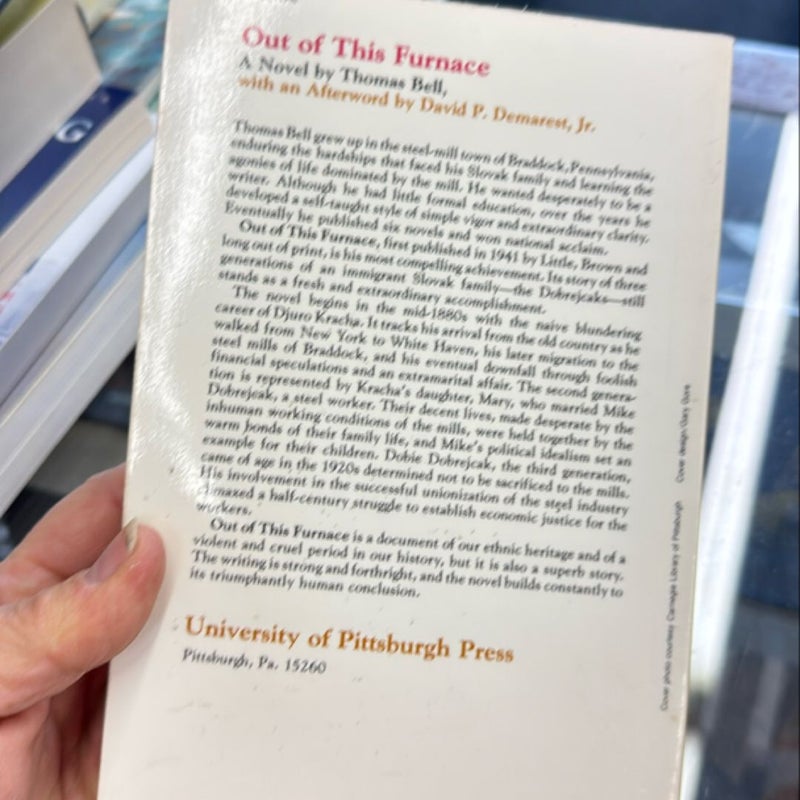 Out of This Furnace
A Novel by Thomas Bell,
with an Afterword by David P. Demarest, Jr.
Thomas Bell grew up in the steel-mill town of Braddock, Pennsylvania,
enduring the hardships that faced his Slovak family and learning the
agonies of life dominated by the mill. He wanted desperately to be a
writer. Although he had little formal education, over the years he
developed a self-taught style of simple vigor and extraordinary clarity.
Eventually he published six novels and won national acclaim.
Out of This Furnace, first published in 1941 by Little, Brown and
long out of print, is his most compelling achievement. Its story of three
generations of an immigrant Slovak family—the Dobrejcaks—still
stands as a fresh and extraordinary accomplishment.
The novel begins in the mid-1880s with the naive blundering
career of Djuro Kracha. It tracks his arrival from the old country as he
walked from New York to White Haven, his later migration to the
steel mills of Braddock, and his eventual downfall through foolish
financial speculations and an extramarital affair. The second genera-
tion is represented by Kracha's daughter, Mary, who married Mike
Dobrejcak, a steel worker. Their decent lives, made desperate by the
inhuman working conditions of the mills, were held together by the
warm bonds of their family life, and Mike's political idealism set an
example for their children. Dobie Dobrejcak, the third generation,
came of age in the 1920s determined not to be sacrificed to the mills.
His involvement in the successful unionization of the steel industry
climaxed a half-century struggle to establish economic justice for the
workers.
Out of This Furnace is a document of our ethnic heritage and of a
violent and cruel period in our history, but it is also a superb story.
The writing is strong and forthright, and the novel builds constantly to
its triumphantly human conclusion.
University of Pittsburgh Press
Pittsburgh, Pa. 15260
Cover photo courtesy Carnegie Library of Pittsburgh Cover design: Gary Gore
G